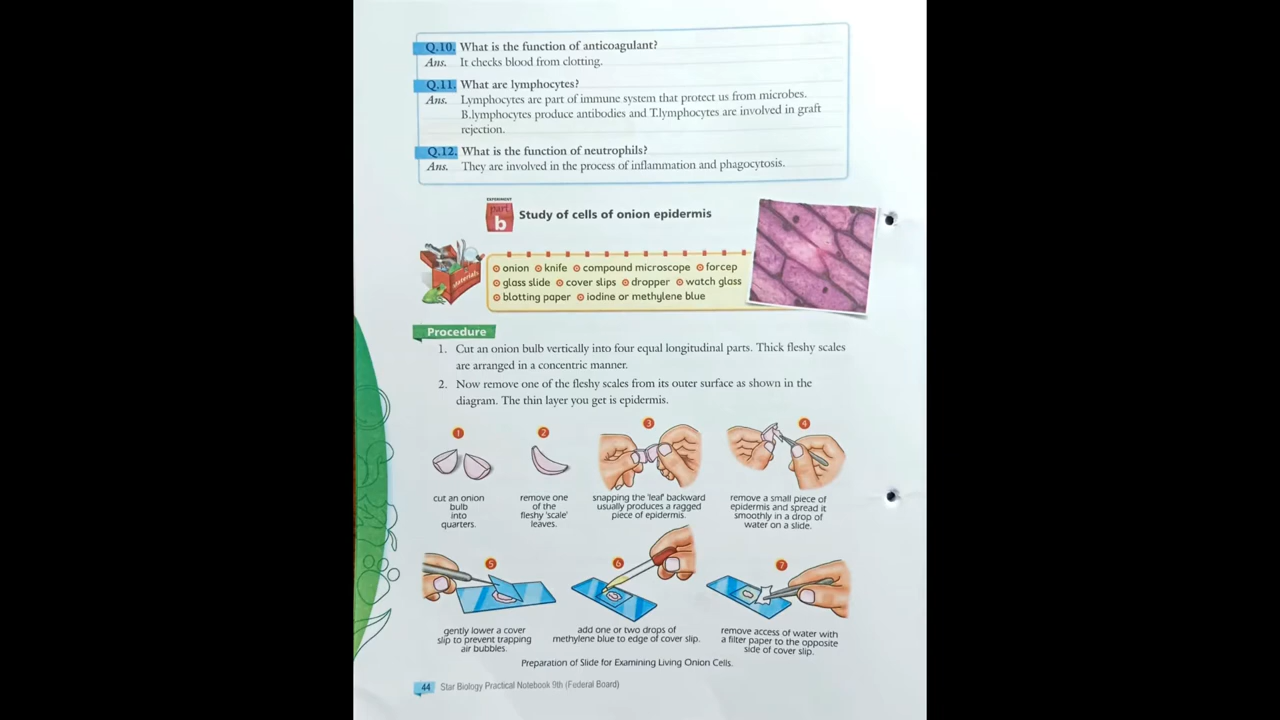 Q.10. What is the function of anticoagulant?
Ans. It checks blood from clotting.
Q.11. What are lymphocytes?
Ans. Lymphocytes are part of immune system that protect us from microbes.
B.lymphocytes produce antibodies and T.lymphocytes are involved in graft
rejection.
Q.12. What is the function of neutrophils?
Ans. They are involved in the process of inflammation and phagocytosis.
EXPERIMENT
part
b
Study of cells of onion epidermis
Materials
onion knife compound microscope forcep
glass slide cover slips dropper watch glass
blotting paper iodine or methylene blue
Procedure
1. Cut an onion bulb vertically into four equal longitudinal parts. Thick fleshy scales
are arranged in a concentric manner.
2. Now remove one of the fleshy scales from its outer surface as shown in the
diagram. The thin layer you get is epidermis.
1
cut an onion
bulb
into
quarters.
2
remove one
of the
fleshy 'scale'
leaves.
3
snapping the 'leaf' backward
usually produces a ragged
piece of epidermis.
4
remove a small piece of
epidermis and spread it
smoothly in a drop of
water on a slide.
5
gently lower a cover
slip to prevent trapping
air bubbles.
6
add one or two drops of
methylene blue to edge of cover slip.
7
remove access of water with
a filter paper to the opposite
side of cover slip.
Preparation of Slide for Examining Living Onion Cells.
44 Star Biology Practical Notebook 9th (Federal Board)